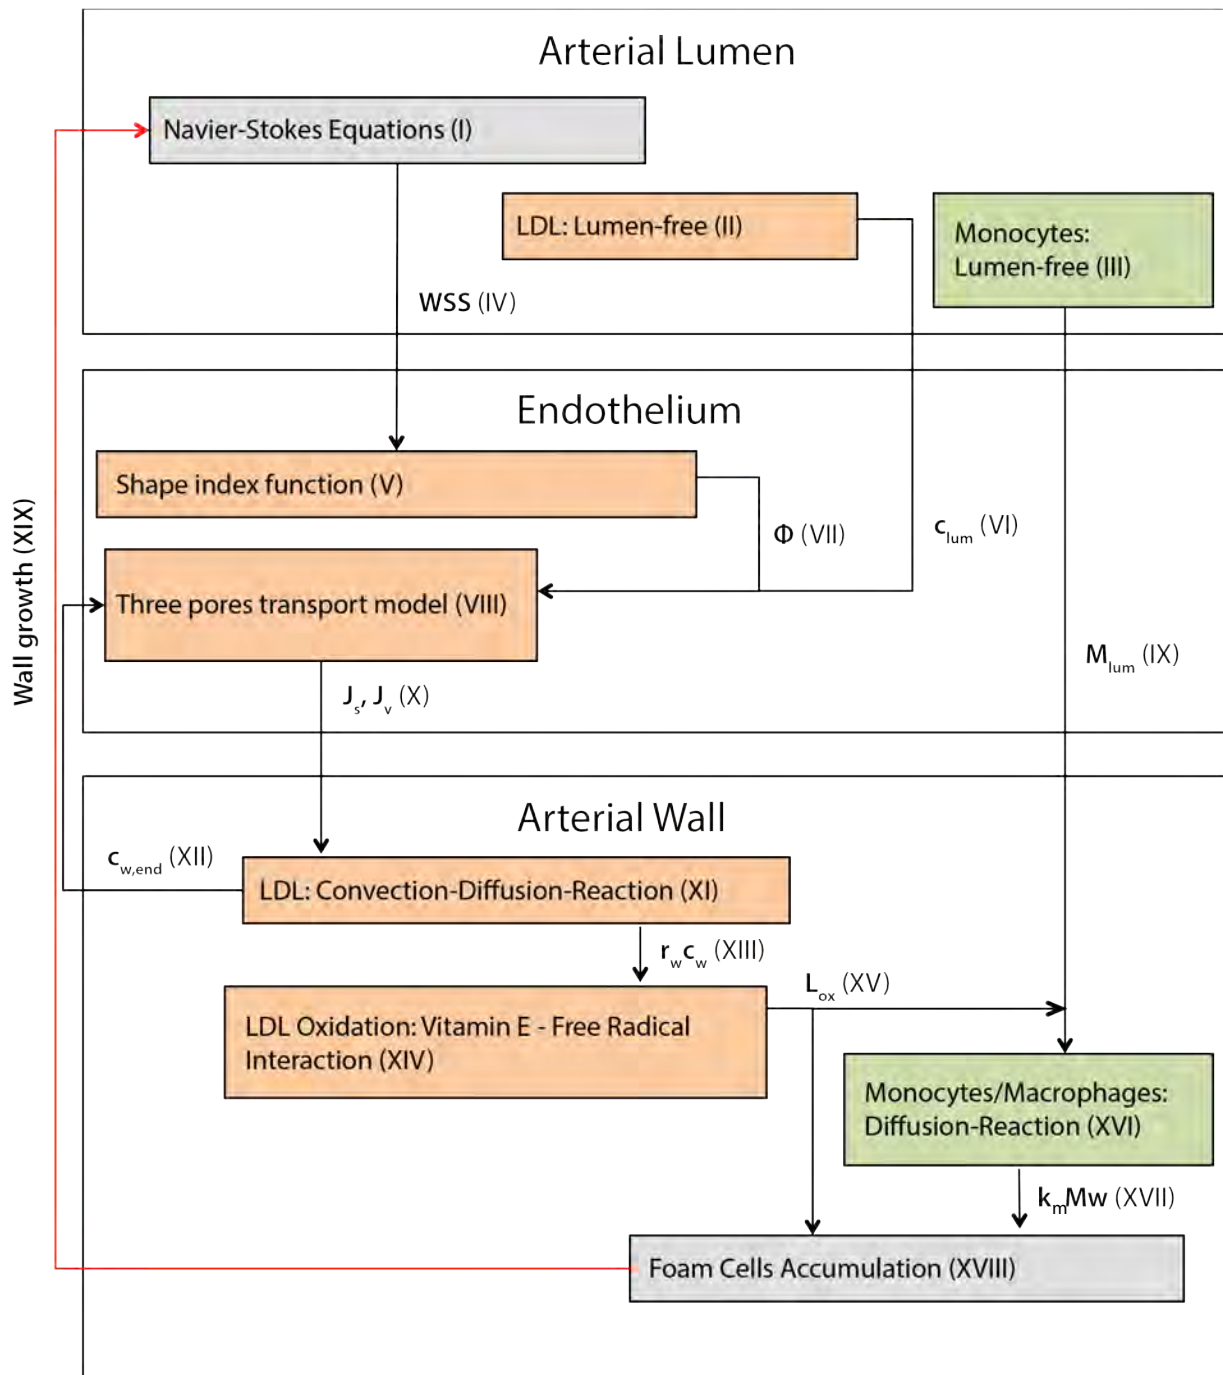 Arterial Lumen
Navier-Stokes Equations (I)
LDL: Lumen-free (II)
Monocytes:
Lumen-free (III)
WSS (IV)
Endothelium
Shape index function (V)
Φ (VII)
c_lum (VI)
Three pores transport model (VIII)
Wall growth (XIX)
M_lum (IX)
J_s, J_v (X)
Arterial Wall
c_w,end (XII)
LDL: Convection-Diffusion-Reaction (XI)
r_w c_w (XIII)
L_ox (XV)
LDL Oxidation: Vitamin E - Free Radical
Interaction (XIV)
Monocytes/Macrophages:
Diffusion-Reaction (XVI)
k_m Mw (XVII)
Foam Cells Accumulation (XVIII)